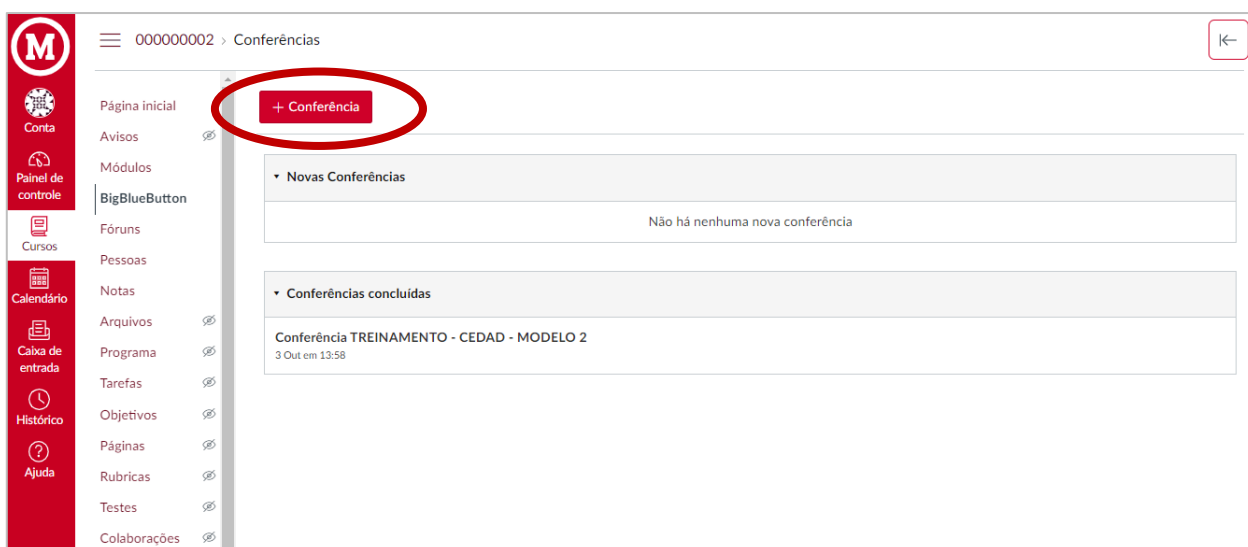 M
000000002 > Conferências
Conta
Painel de
controle
Cursos
Calendário
Caixa de
entrada
Histórico
Ajuda
Página inicial
Avisos
Módulos
BigBlueButton
Fóruns
Pessoas
Notas
Arquivos
Programa
Tarefas
Objetivos
Páginas
Rubricas
Testes
Colaborações
+ Conferência
Novas Conferências
Não há nenhuma nova conferência
Conferências concluídas
Conferência TREINAMENTO - CEDAD - MODELO 2
3 Out em 13:58